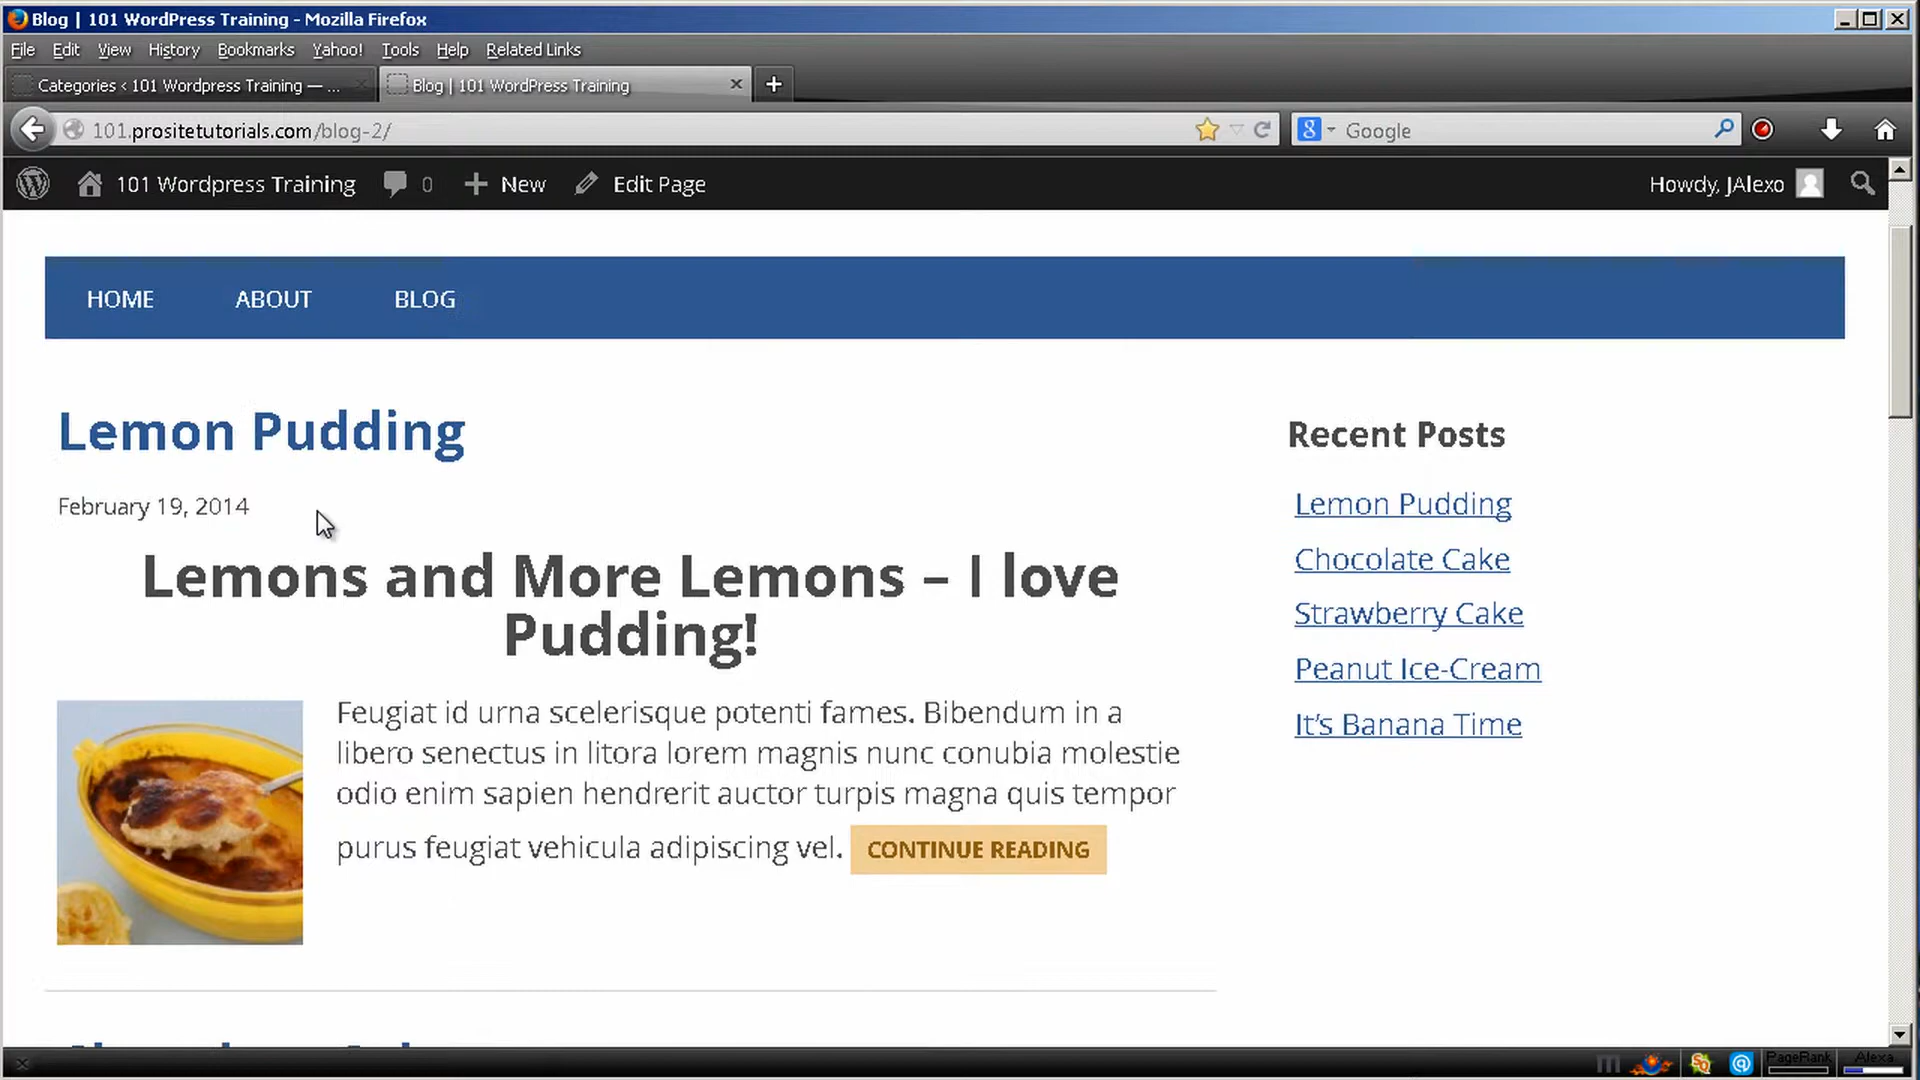 Blog | 101 WordPress Training - Mozilla Firefox
File Edit View History Bookmarks Yahoo! Tools Help Related Links
Categories < 101 Wordpress Training — ...
Blog | 101 WordPress Training
101.prositetutorials.com/blog-2/
Google
101 Wordpress Training 0 New Edit Page Howdy, JAlexo
HOME ABOUT BLOG
Lemon Pudding
February 19, 2014
Lemons and More Lemons – I love
Pudding!
Feugiat id urna scelerisque potenti fames. Bibendum in a
libero senectus in litora lorem magnis nunc conubia molestie
odio enim sapien hendrerit auctor turpis magna quis tempor
purus feugiat vehicula adipiscing vel. CONTINUE READING
Recent Posts
Lemon Pudding
Chocolate Cake
Strawberry Cake
Peanut Ice-Cream
It's Banana Time
PageRank Alexa